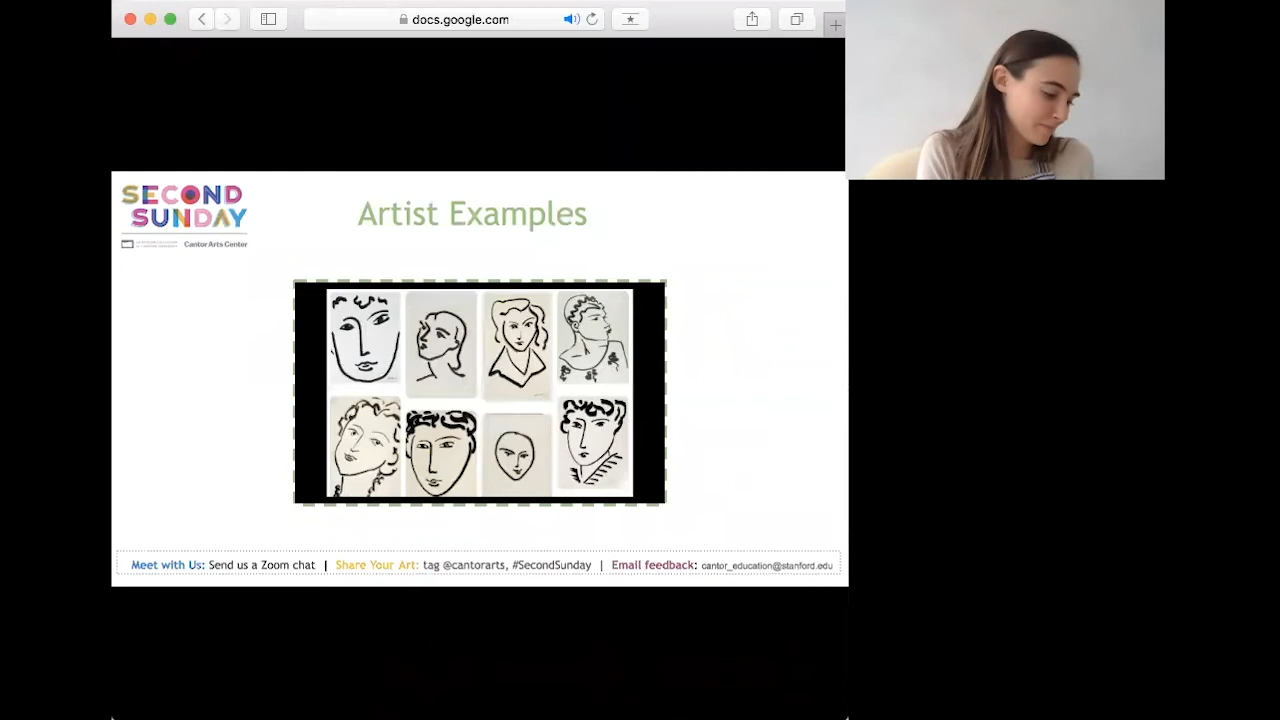 docs.google.com
SECOND
SUNDAY
Cantor Arts Center
Artist Examples
Meet with Us: Send us a Zoom chat | Share Your Art: tag @cantorarts, #SecondSunday | Email feedback: cantor_education@stanford.edu